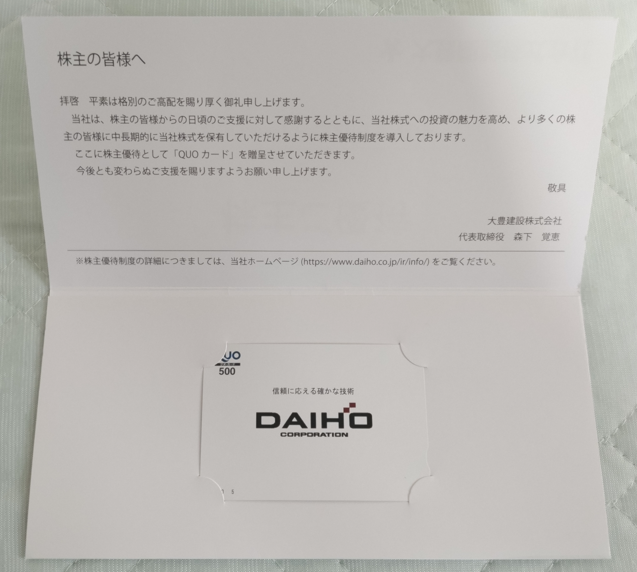 株主の皆様へ
拝啓　平素は格別のご高配を賜り厚く御礼申し上げます。
当社は、株主の皆様からの日頃のご支援に対して感謝するとともに、当社株式への投資の魅力を高め、より多くの株
主の皆様に中長期的に当社株式を保有していただけるように株主優待制度を導入しております。
ここに株主優待として「QUOカード」を贈呈させていただきます。
今後とも変わらぬご支援を賜りますようお願い申し上げます。
敬具
大豊建設株式会社
代表取締役　森下　覚恵
※株主優待制度の詳細につきましては、当社ホームページ(https://www.daiho.co.jp/ir/info/)をご覧ください。
QUO
500
信頼に応える確かな技術
DAIHO
CORPORATION